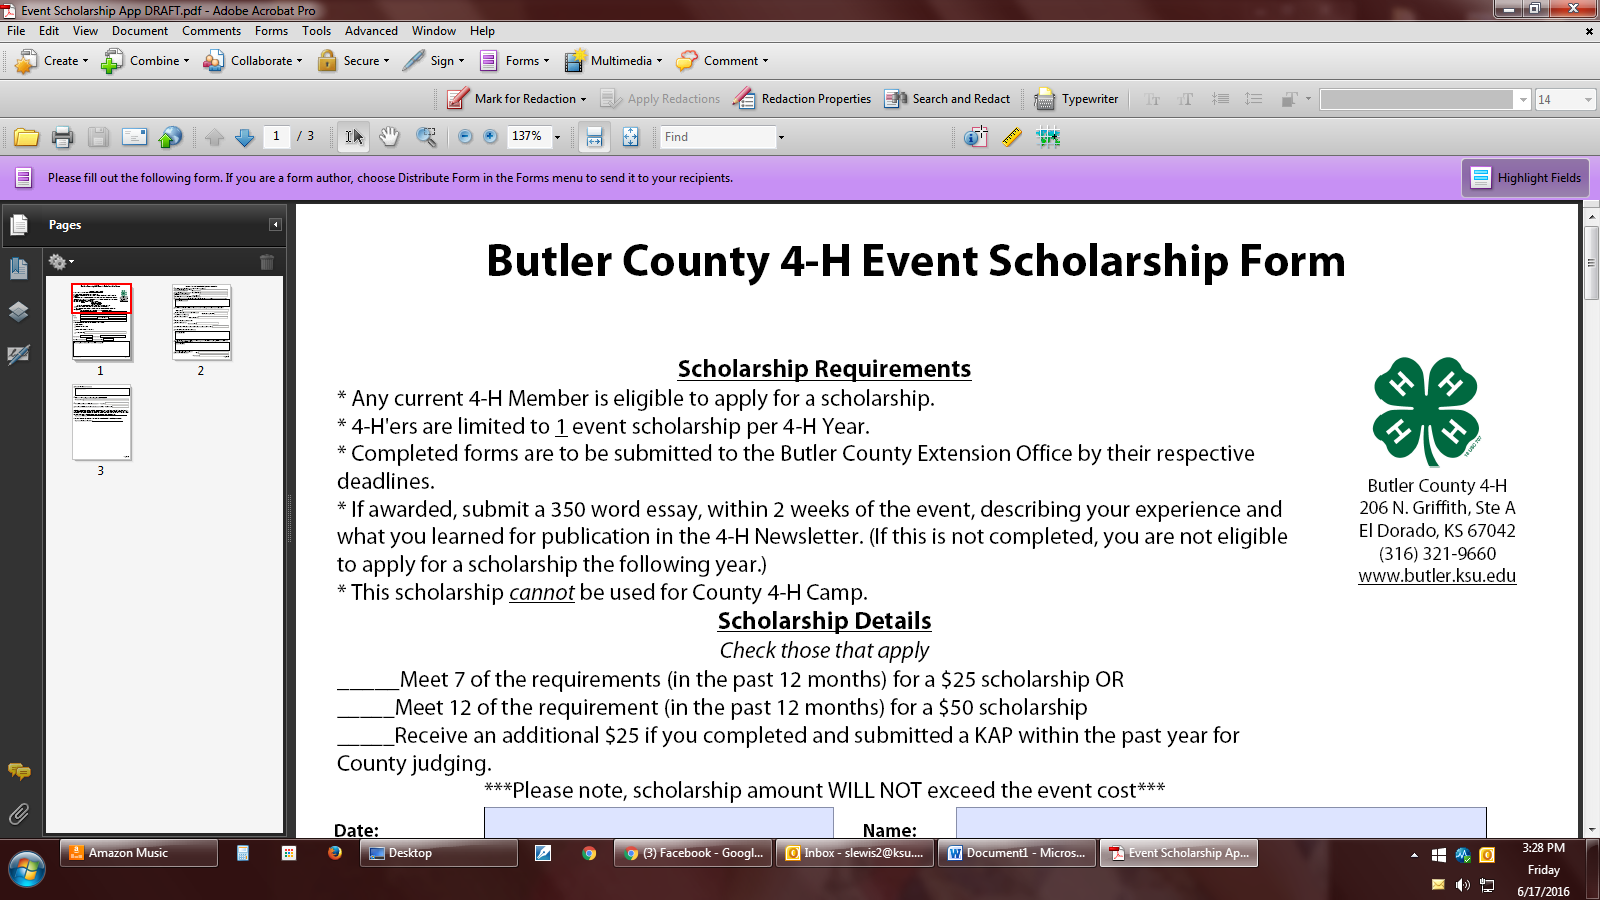 Event Scholarship App DRAFT.pdf - Adobe Acrobat Pro
File Edit View Document Comments Forms Tools Advanced Window Help
Create Combine Collaborate Secure Sign Forms Multimedia Comment
Mark for Redaction Apply Redactions Redaction Properties Search and Redact Typewriter 14
1 / 3 137% Find
Please fill out the following form. If you are a form author, choose Distribute Form in the Forms menu to send it to your recipients.
Highlight Fields
Pages
1
2
3
Butler County 4-H Event Scholarship Form
Scholarship Requirements
* Any current 4-H Member is eligible to apply for a scholarship.
* 4-H'ers are limited to 1 event scholarship per 4-H Year.
* Completed forms are to be submitted to the Butler County Extension Office by their respective
deadlines.
* If awarded, submit a 350 word essay, within 2 weeks of the event, describing your experience and
what you learned for publication in the 4-H Newsletter. (If this is not completed, you are not eligible
to apply for a scholarship the following year.)
* This scholarship cannot be used for County 4-H Camp.
H H H H
Butler County 4-H
206 N. Griffith, Ste A
El Dorado, KS 67042
(316) 321-9660
www.butler.ksu.edu
Scholarship Details
Check those that apply
_____Meet 7 of the requirements (in the past 12 months) for a $25 scholarship OR
_____Meet 12 of the requirement (in the past 12 months) for a $50 scholarship
_____Receive an additional $25 if you completed and submitted a KAP within the past year for
County judging.
***Please note, scholarship amount WILL NOT exceed the event cost***
Date: Name:
Amazon Music
Desktop
(3) Facebook - Googl...
Inbox - slewis2@ksu....
Document1 - Micros...
Event Scholarship Ap...
3:28 PM
Friday
6/17/2016